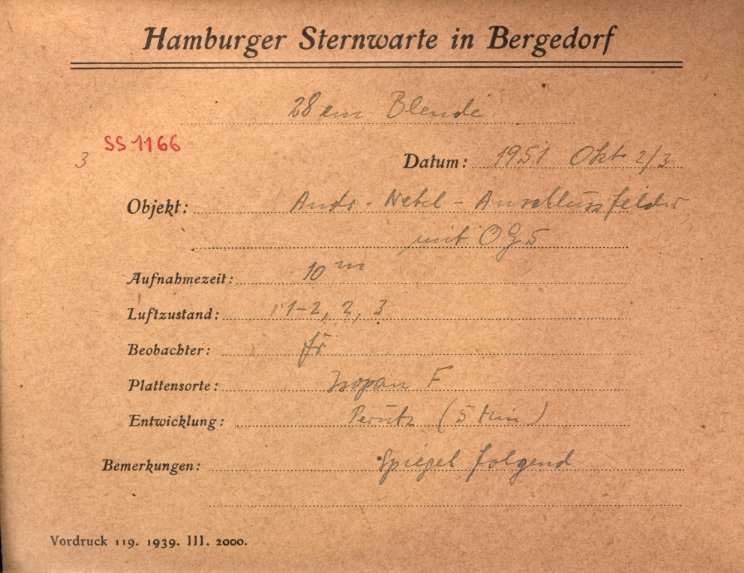 Hamburger Sternwarte in Bergedorf
28 cm Blende
3 SS-1166
Datum: 1951 Okt 2/3
Objekt: Andr.-Nebel-Anschlussfelder
mit OG5
Aufnahmezeit: 10 m
Luftzustand: 1-2, 2, 3
Beobachter:
Plattensorte: Isopan F
Entwicklung: Perutz (5 Min)
Bemerkungen: Spiegel folgend
Vordruck 119. 1939. III. 2000.